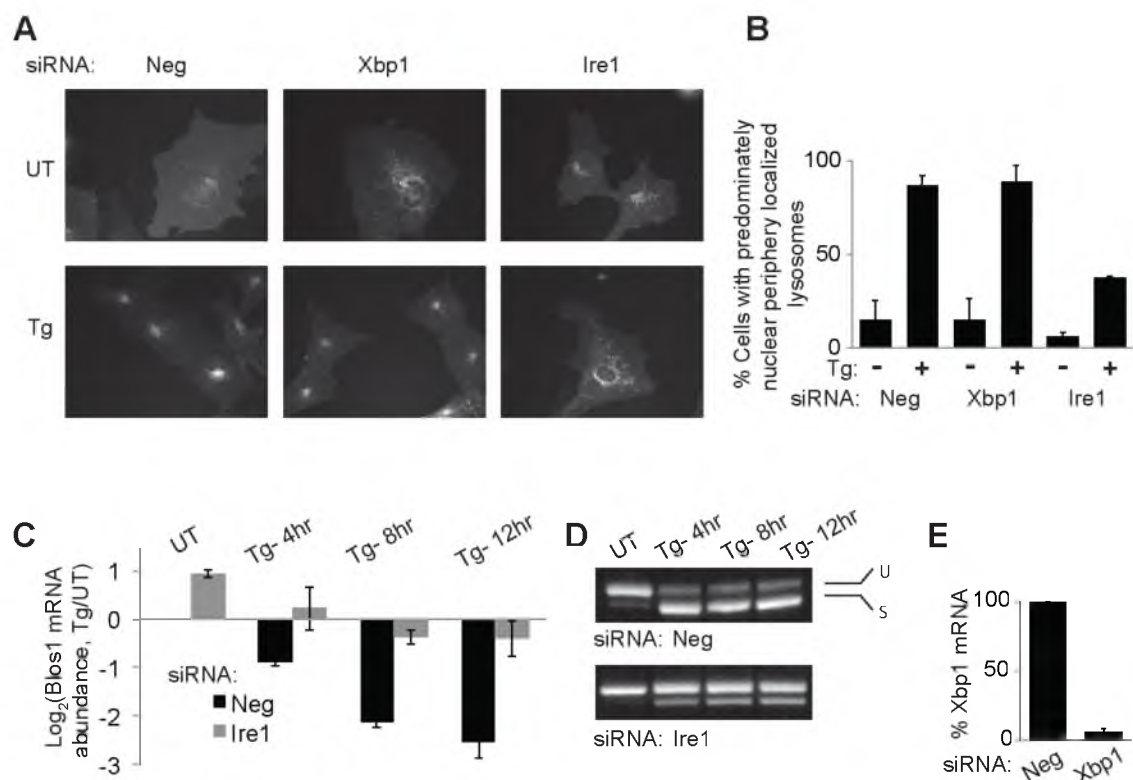 A
siRNA: Neg Xbp1 Ire1
UT
Tg
B
% Cells with predominately
nuclear periphery localized
lysosomes
100
50
0
Tg: - + - + - +
siRNA: Neg Xbp1 Ire1
C
UT Tg- 4hr Tg- 8hr Tg- 12hr
Log2(Blos1 mRNA
abundance, Tg/UT)
1
0
-1
-2
-3
siRNA:
Neg
Ire1
D
UT Tg- 4hr Tg- 8hr Tg- 12hr
U
S
siRNA: Neg
siRNA: Ire1
E
% Xbp1 mRNA
100
50
0
siRNA: Neg Xbp1